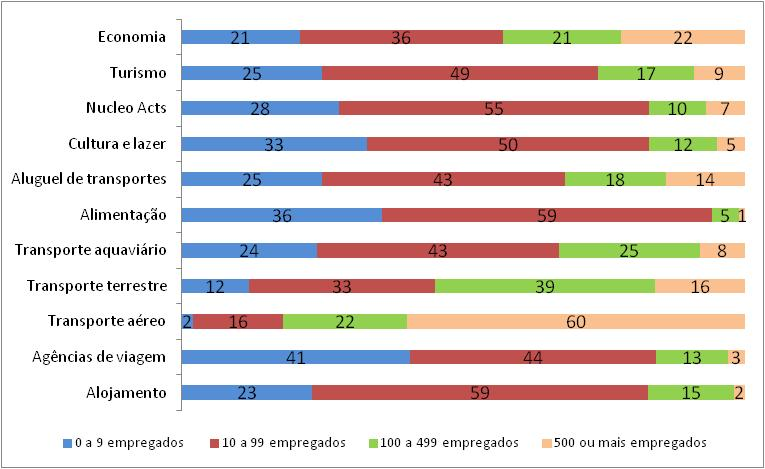 Economia 21 36 21 22
Turismo 25 49 17 9
Nucleo Acts 28 55 10 7
Cultura e lazer 33 50 12 5
Aluguel de transportes 25 43 18 14
Alimentação 36 59 5 1
Transporte aquaviário 24 43 25 8
Transporte terrestre 12 33 39 16
Transporte aéreo 2 16 22 60
Agências de viagem 41 44 13 3
Alojamento 23 59 15 2
0 a 9 empregados 10 a 99 empregados 100 a 499 empregados 500 ou mais empregados